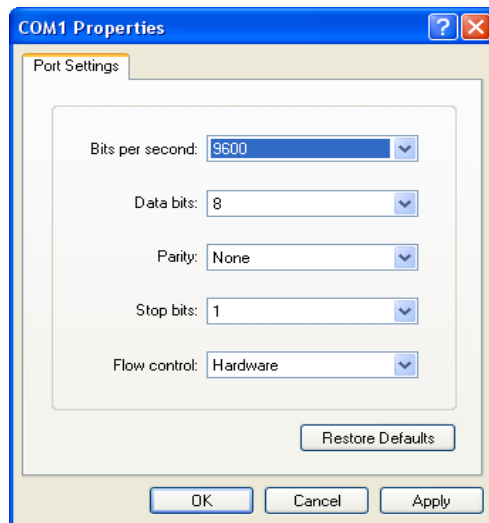 COM1 Properties
Port Settings
Bits per second: 9600
Data bits: 8
Parity: None
Stop bits: 1
Flow control: Hardware
Restore Defaults
OK Cancel Apply